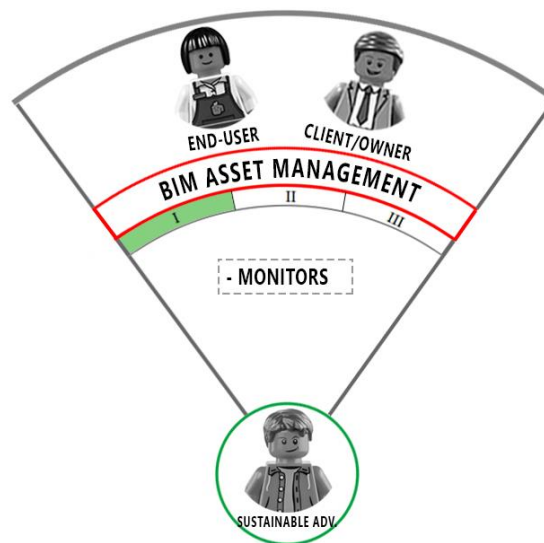 END-USER
CLIENT/OWNER
BIM ASSET MANAGEMENT
I
II
III
- MONITORS
SUSTAINABLE ADV.